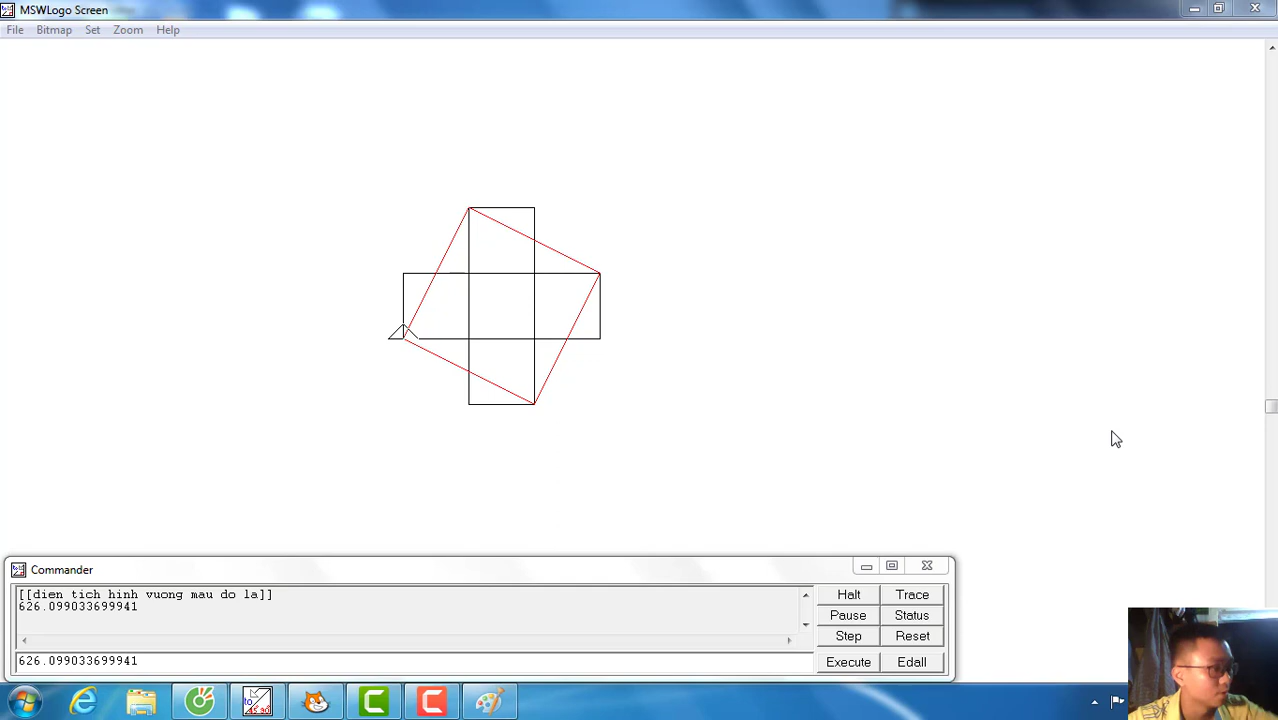 MSWLogo Screen
File Bitmap Set Zoom Help
Commander
[[dien tich hinh vuong mau do la]]
626.099033699941
Halt Trace
Pause Status
Step Reset
626.099033699941
Execute Edall